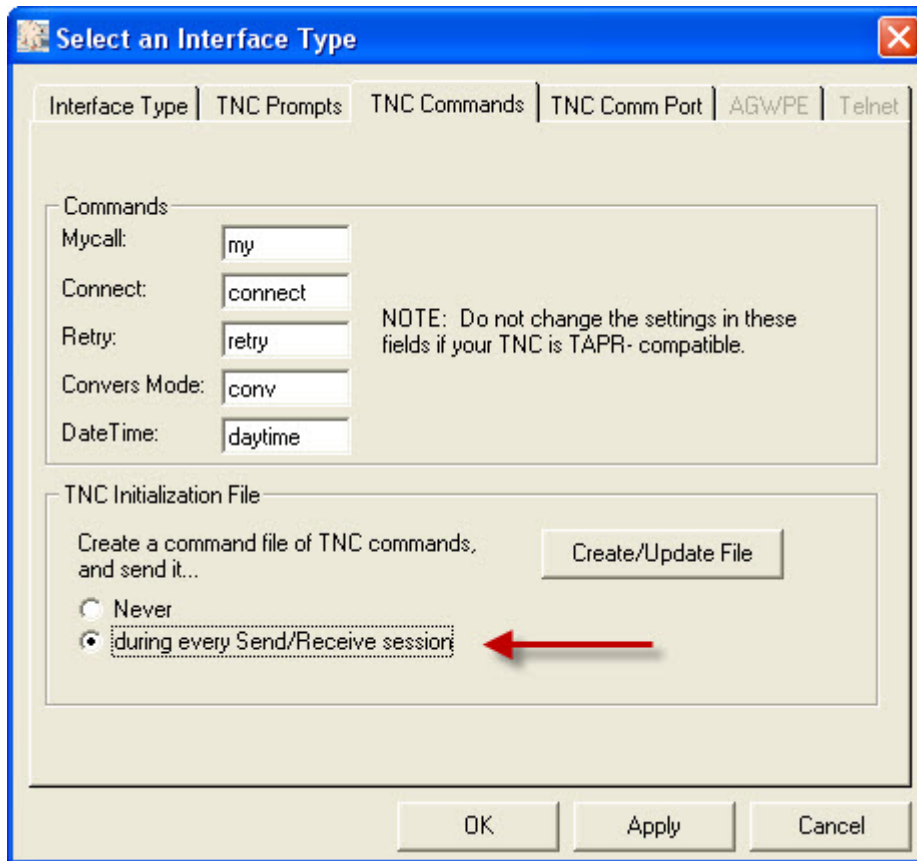 Select an Interface Type
Interface Type TNC Prompts TNC Commands TNC Comm Port AGWPE Telnet
Commands
Mycall: my
Connect: connect
Retry: retry
Convers Mode: conv
DateTime: daytime
NOTE: Do not change the settings in these
fields if your TNC is TAPR- compatible.
TNC Initialization File
Create a command file of TNC commands,
and send it...
Create/Update File
Never
during every Send/Receive session
OK Apply Cancel